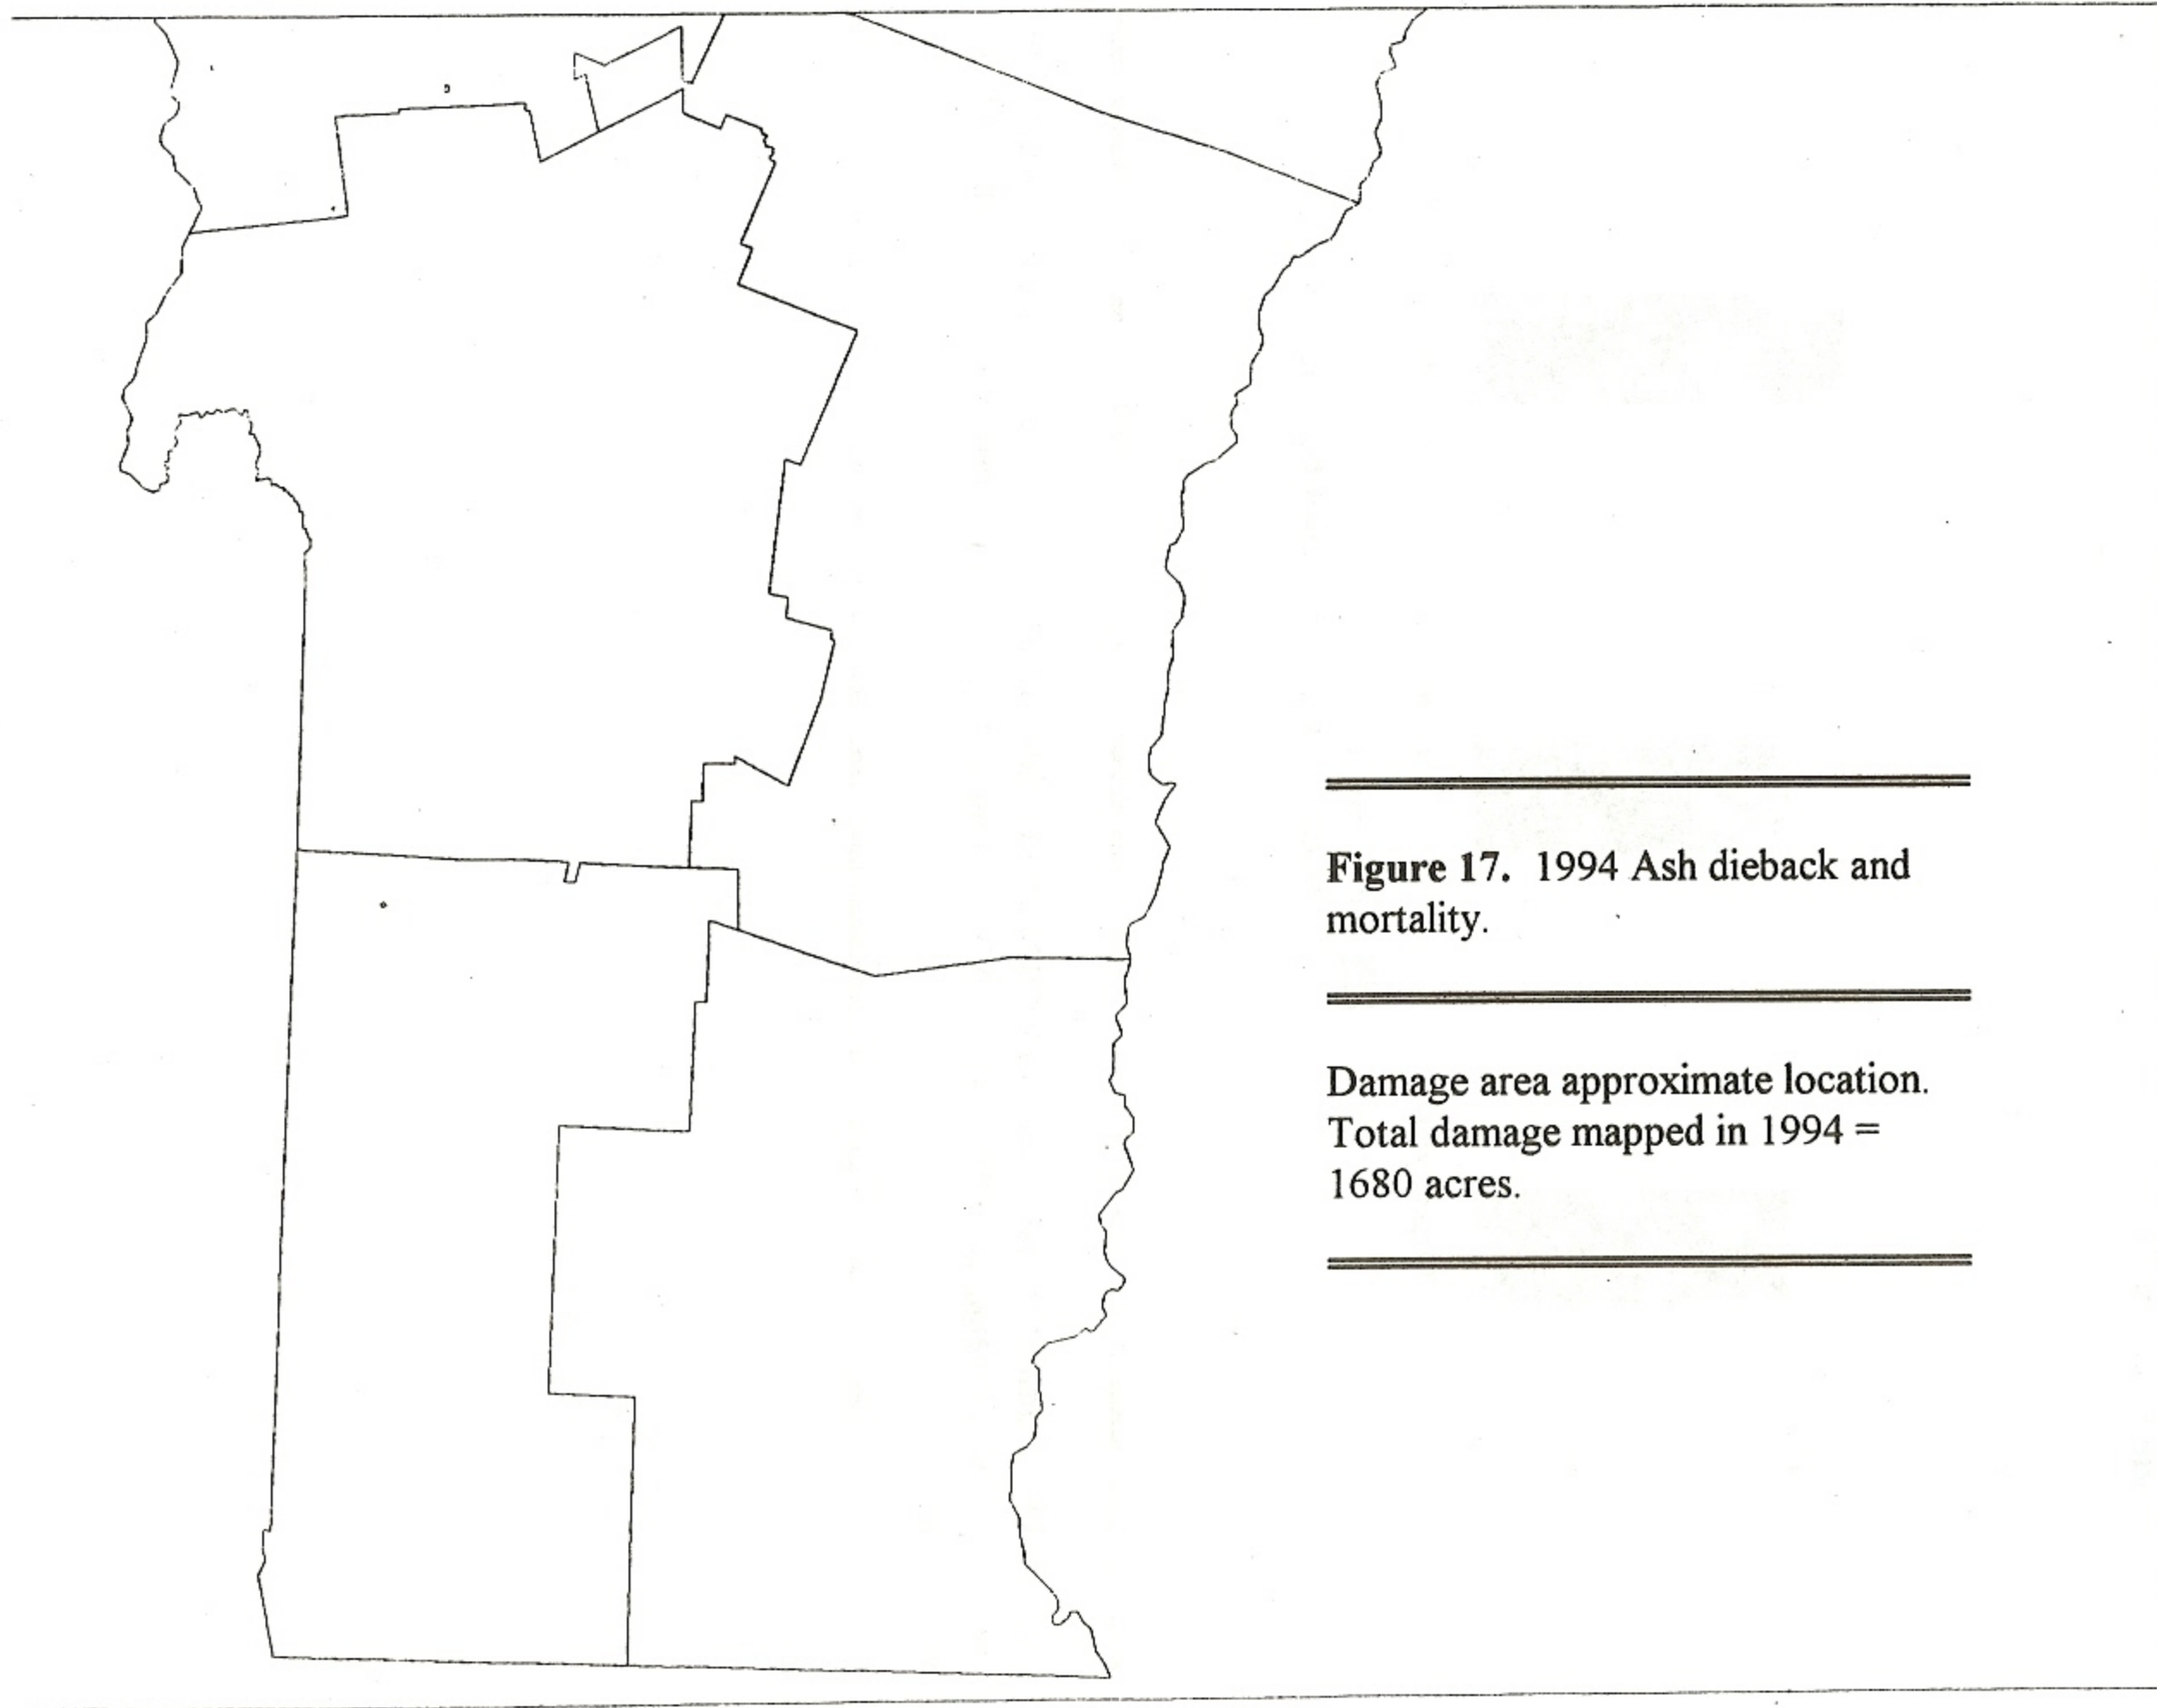 Figure 17. 1994 Ash dieback and
mortality.
Damage area approximate location.
Total damage mapped in 1994 =
1680 acres.